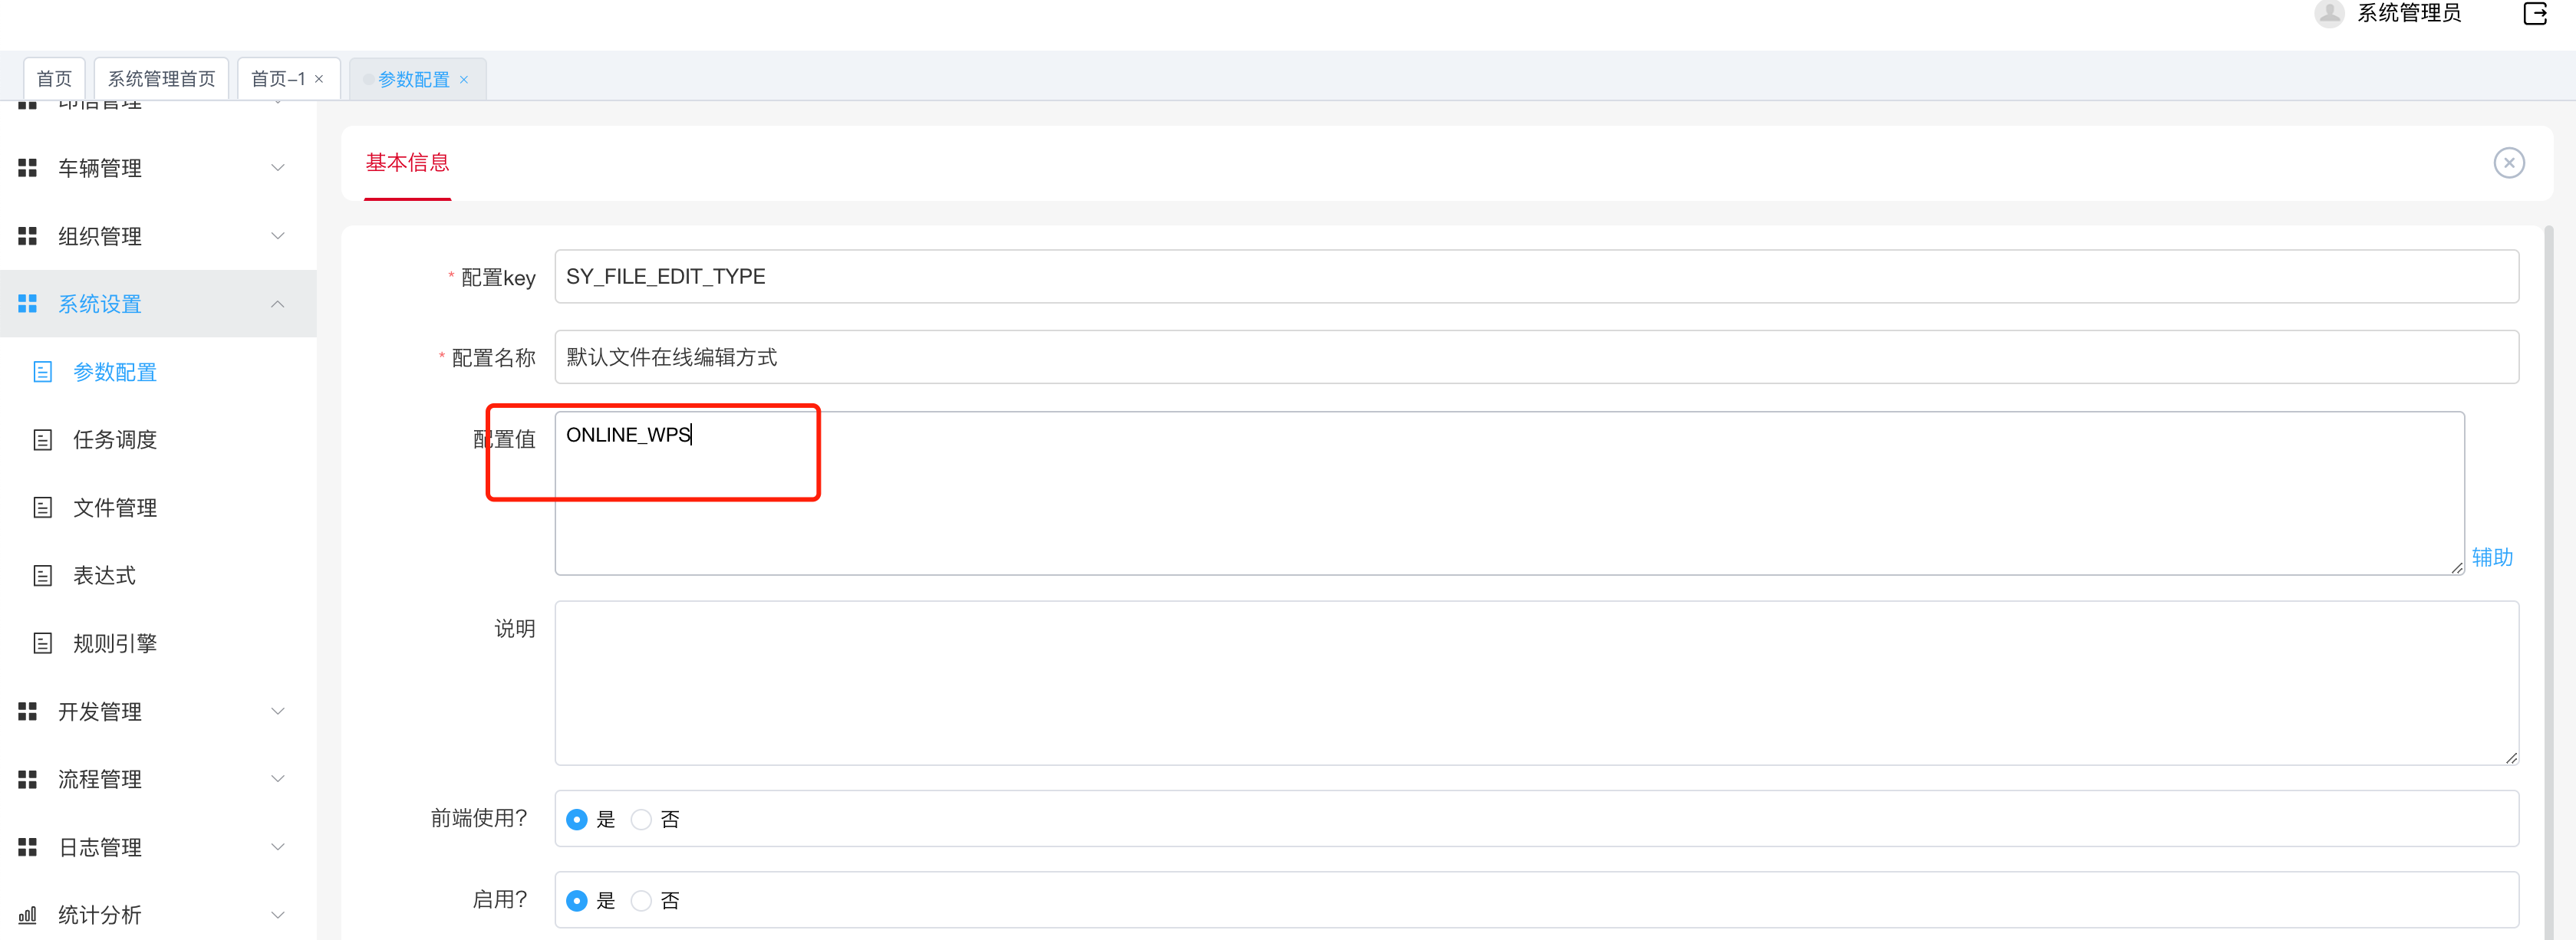 系统管理员
首页
系统管理首页
首页-1 ×
参数配置 ×
印信管理
车辆管理
组织管理
系统设置
参数配置
任务调度
文件管理
表达式
规则引擎
开发管理
流程管理
日志管理
统计分析
基本信息
* 配置key SY_FILE_EDIT_TYPE
* 配置名称 默认文件在线编辑方式
配置值 ONLINE_WPS
辅助
说明
前端使用? 是 否
启用? 是 否